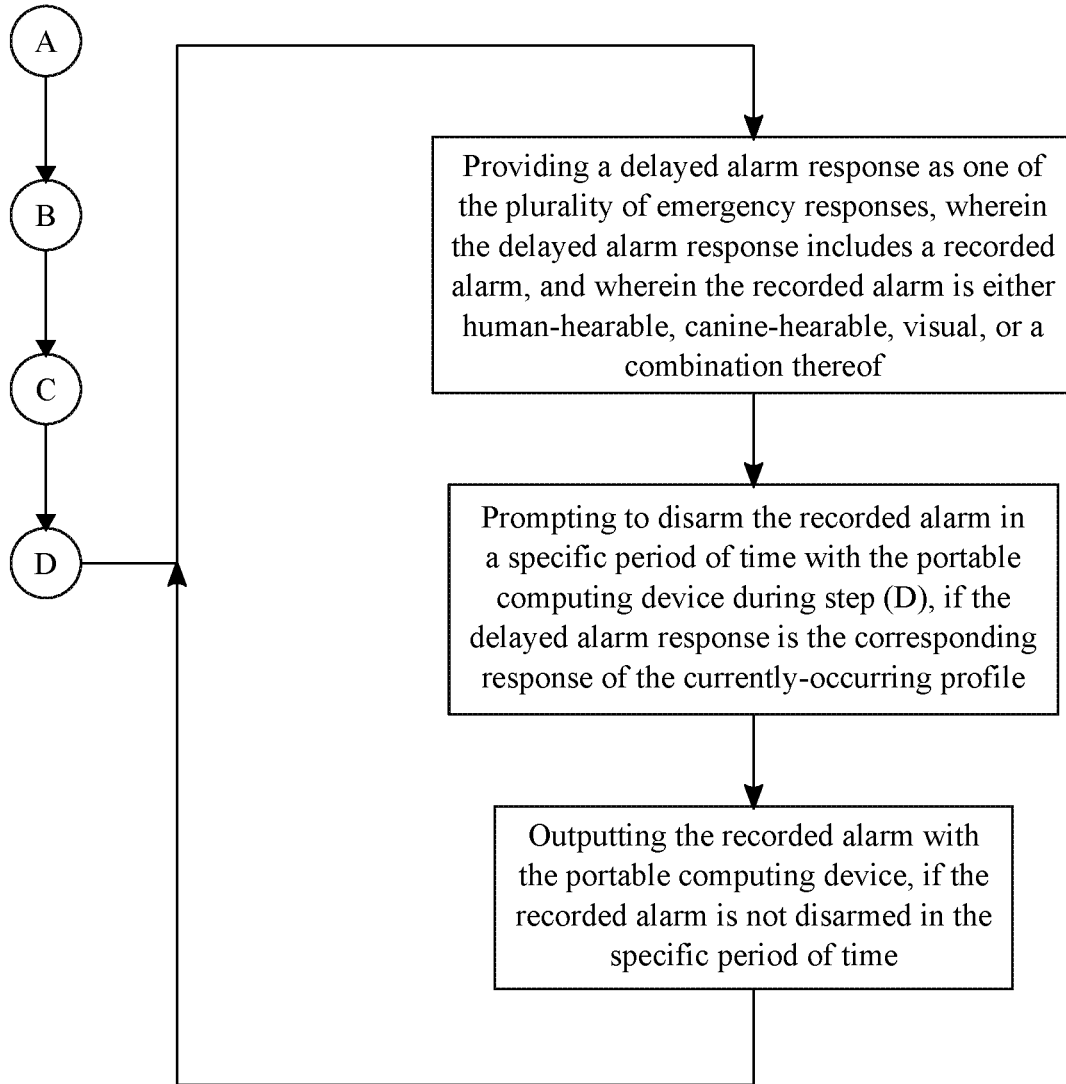 A
B
C
D
Providing a delayed alarm response as one of
the plurality of emergency responses, wherein
the delayed alarm response includes a recorded
alarm, and wherein the recorded alarm is either
human-hearable, canine-hearable, visual, or a
combination thereof
Prompting to disarm the recorded alarm in
a specific period of time with the portable
computing device during step (D), if the
delayed alarm response is the corresponding
response of the currently-occurring profile
Outputting the recorded alarm with
the portable computing device, if the
recorded alarm is not disarmed in the
specific period of time